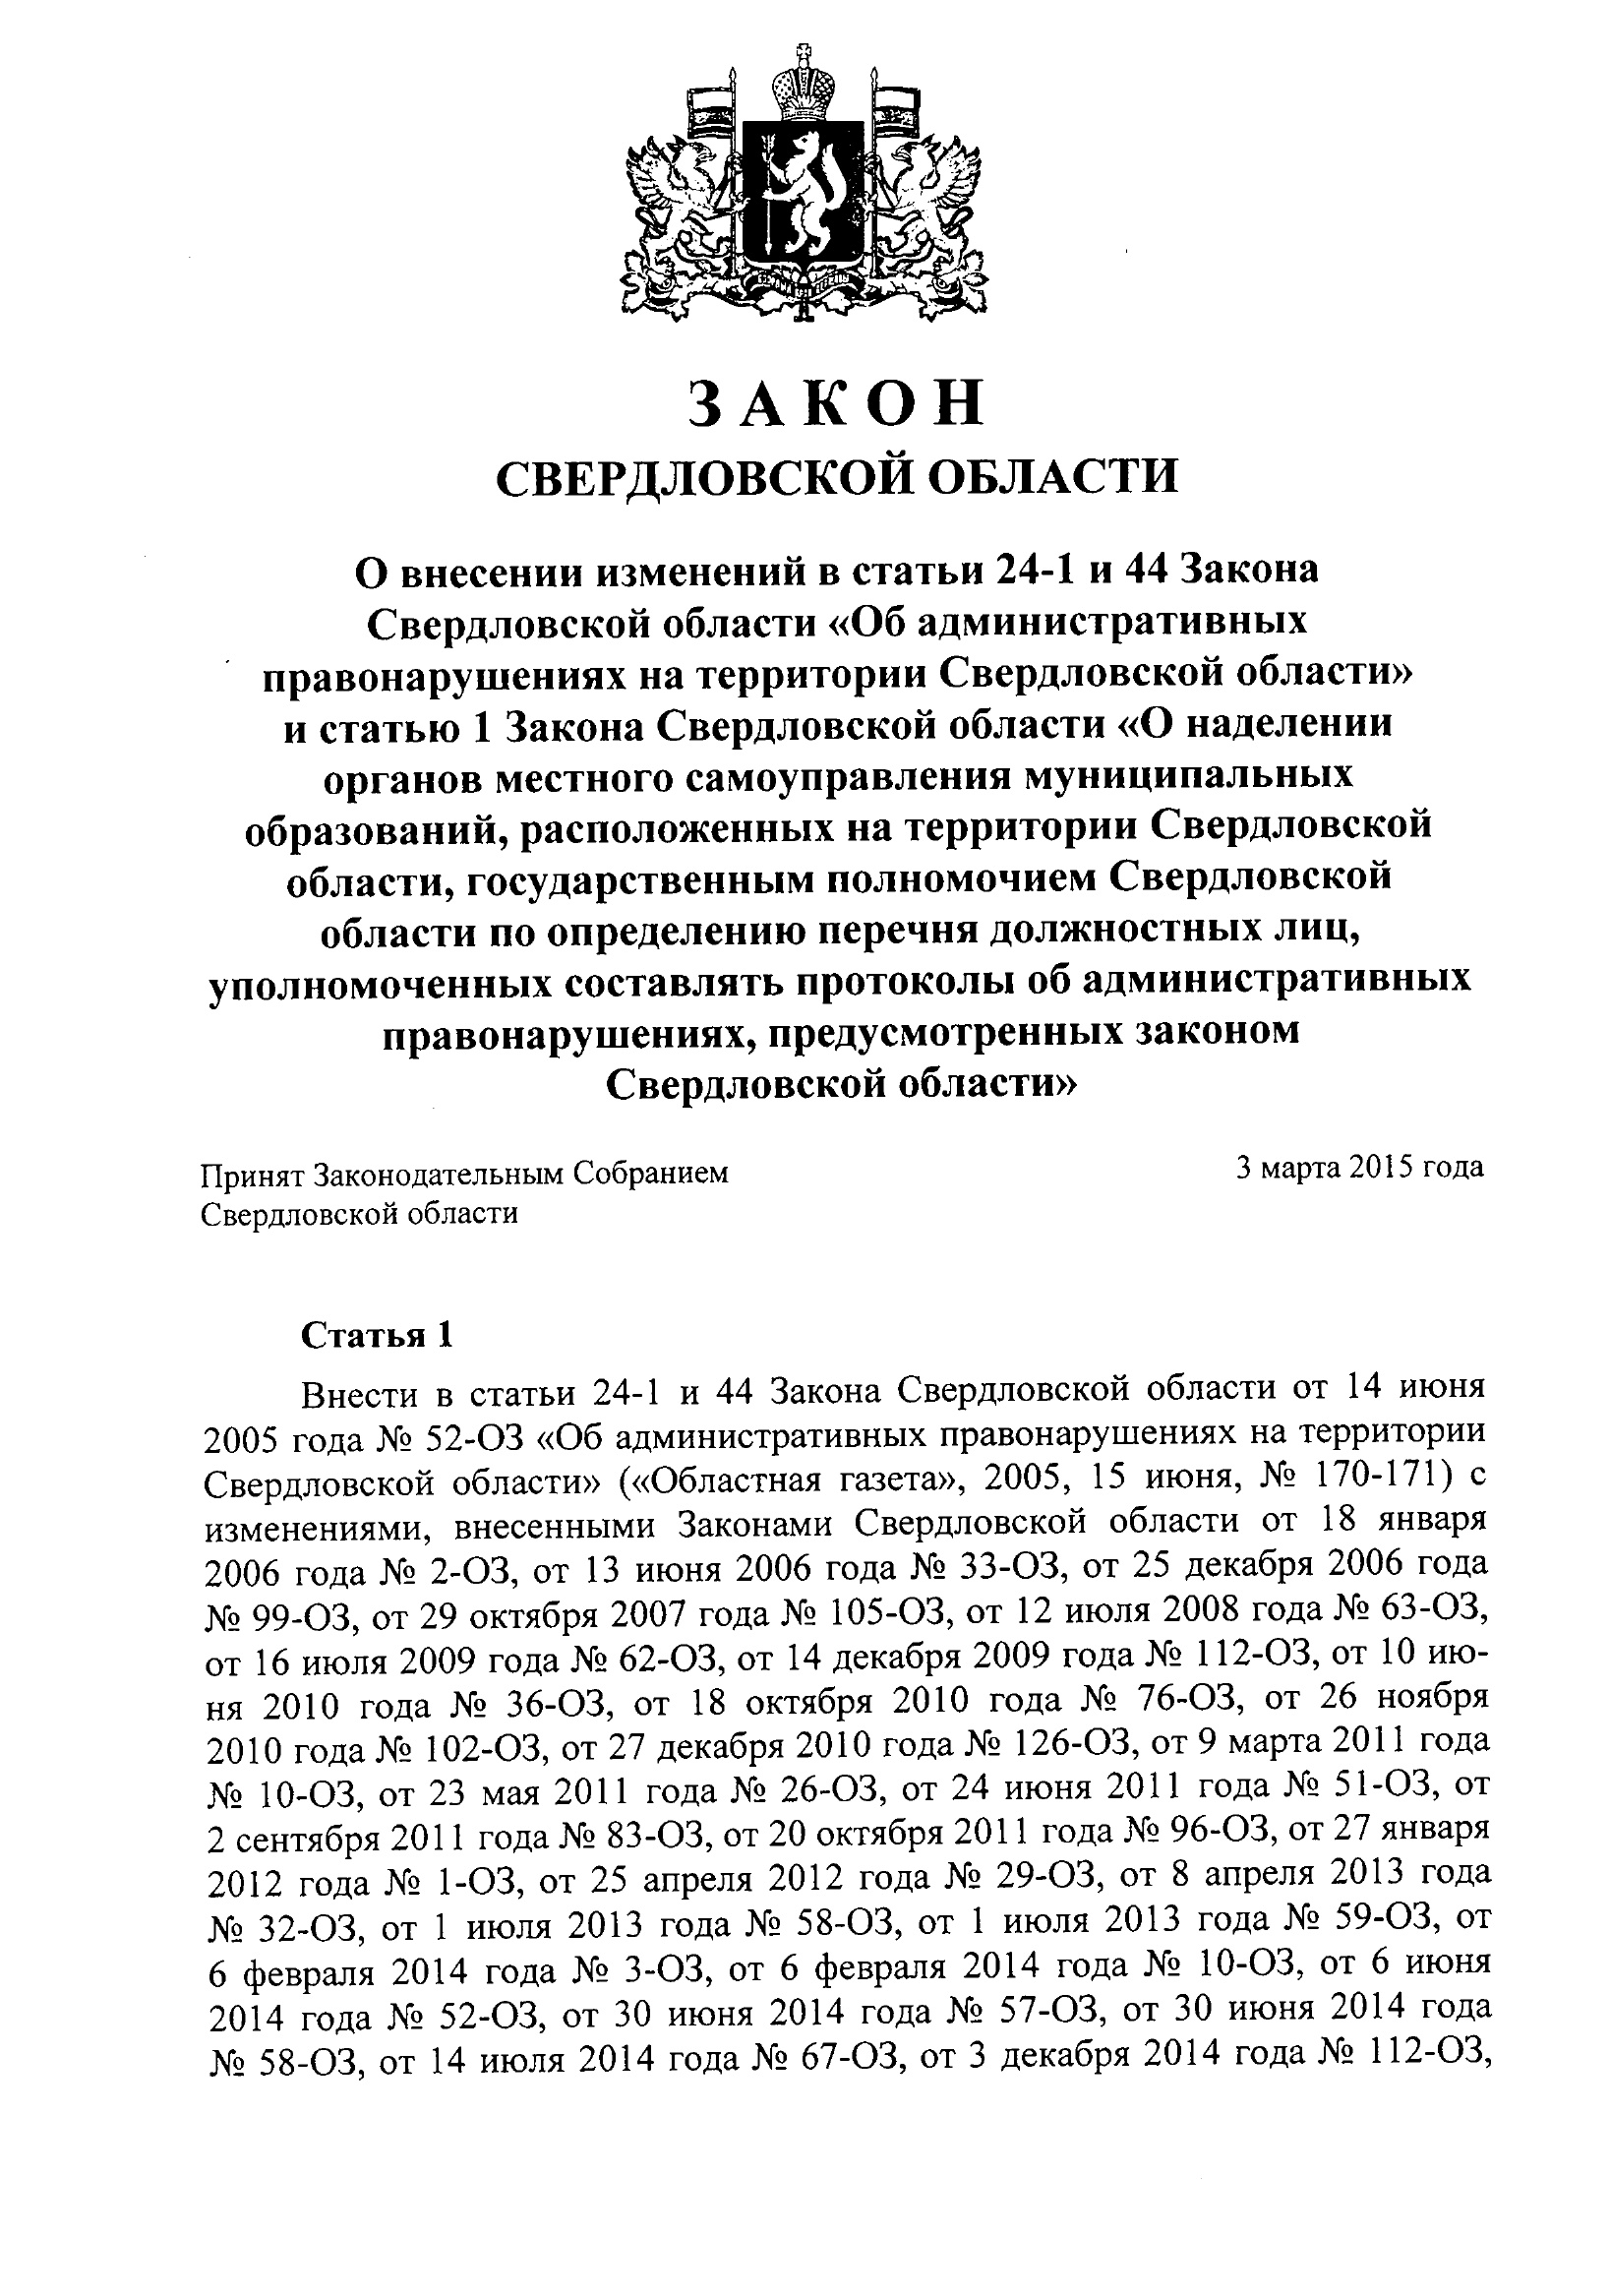 ЗАКОН
СВЕРДЛОВСКОЙ ОБЛАСТИ
О внесении изменений в статьи 24-1 и 44 Закона
Свердловской области «Об административных
правонарушениях на территории Свердловской области»
и статью 1 Закона Свердловской области «О наделении
органов местного самоуправления муниципальных
образований, расположенных на территории Свердловской
области, государственным полномочием Свердловской
области по определению перечня должностных лиц,
уполномоченных составлять протоколы об административных
правонарушениях, предусмотренных законом
Свердловской области»
Принят Законодательным Собранием 3 марта 2015 года
Свердловской области
Статья 1
Внести в статьи 24-1 и 44 Закона Свердловской области от 14 июня
2005 года № 52-ОЗ «Об административных правонарушениях на территории
Свердловской области» («Областная газета», 2005, 15 июня, № 170-171) с
изменениями, внесенными Законами Свердловской области от 18 января
2006 года № 2-ОЗ, от 13 июня 2006 года № 33-ОЗ, от 25 декабря 2006 года
№ 99-ОЗ, от 29 октября 2007 года № 105-ОЗ, от 12 июля 2008 года № 63-ОЗ,
от 16 июля 2009 года № 62-ОЗ, от 14 декабря 2009 года № 112-ОЗ, от 10 ию-
ня 2010 года № 36-ОЗ, от 18 октября 2010 года № 76-ОЗ, от 26 ноября
2010 года № 102-ОЗ, от 27 декабря 2010 года № 126-ОЗ, от 9 марта 2011 года
№ 10-ОЗ, от 23 мая 2011 года № 26-ОЗ, от 24 июня 2011 года № 51-ОЗ, от
2 сентября 2011 года № 83-ОЗ, от 20 октября 2011 года № 96-ОЗ, от 27 января
2012 года № 1-ОЗ, от 25 апреля 2012 года № 29-ОЗ, от 8 апреля 2013 года
№ 32-ОЗ, от 1 июля 2013 года № 58-ОЗ, от 1 июля 2013 года № 59-ОЗ, от
6 февраля 2014 года № 3-ОЗ, от 6 февраля 2014 года № 10-ОЗ, от 6 июня
2014 года № 52-ОЗ, от 30 июня 2014 года № 57-ОЗ, от 30 июня 2014 года
№ 58-ОЗ, от 14 июля 2014 года № 67-ОЗ, от 3 декабря 2014 года № 112-ОЗ,